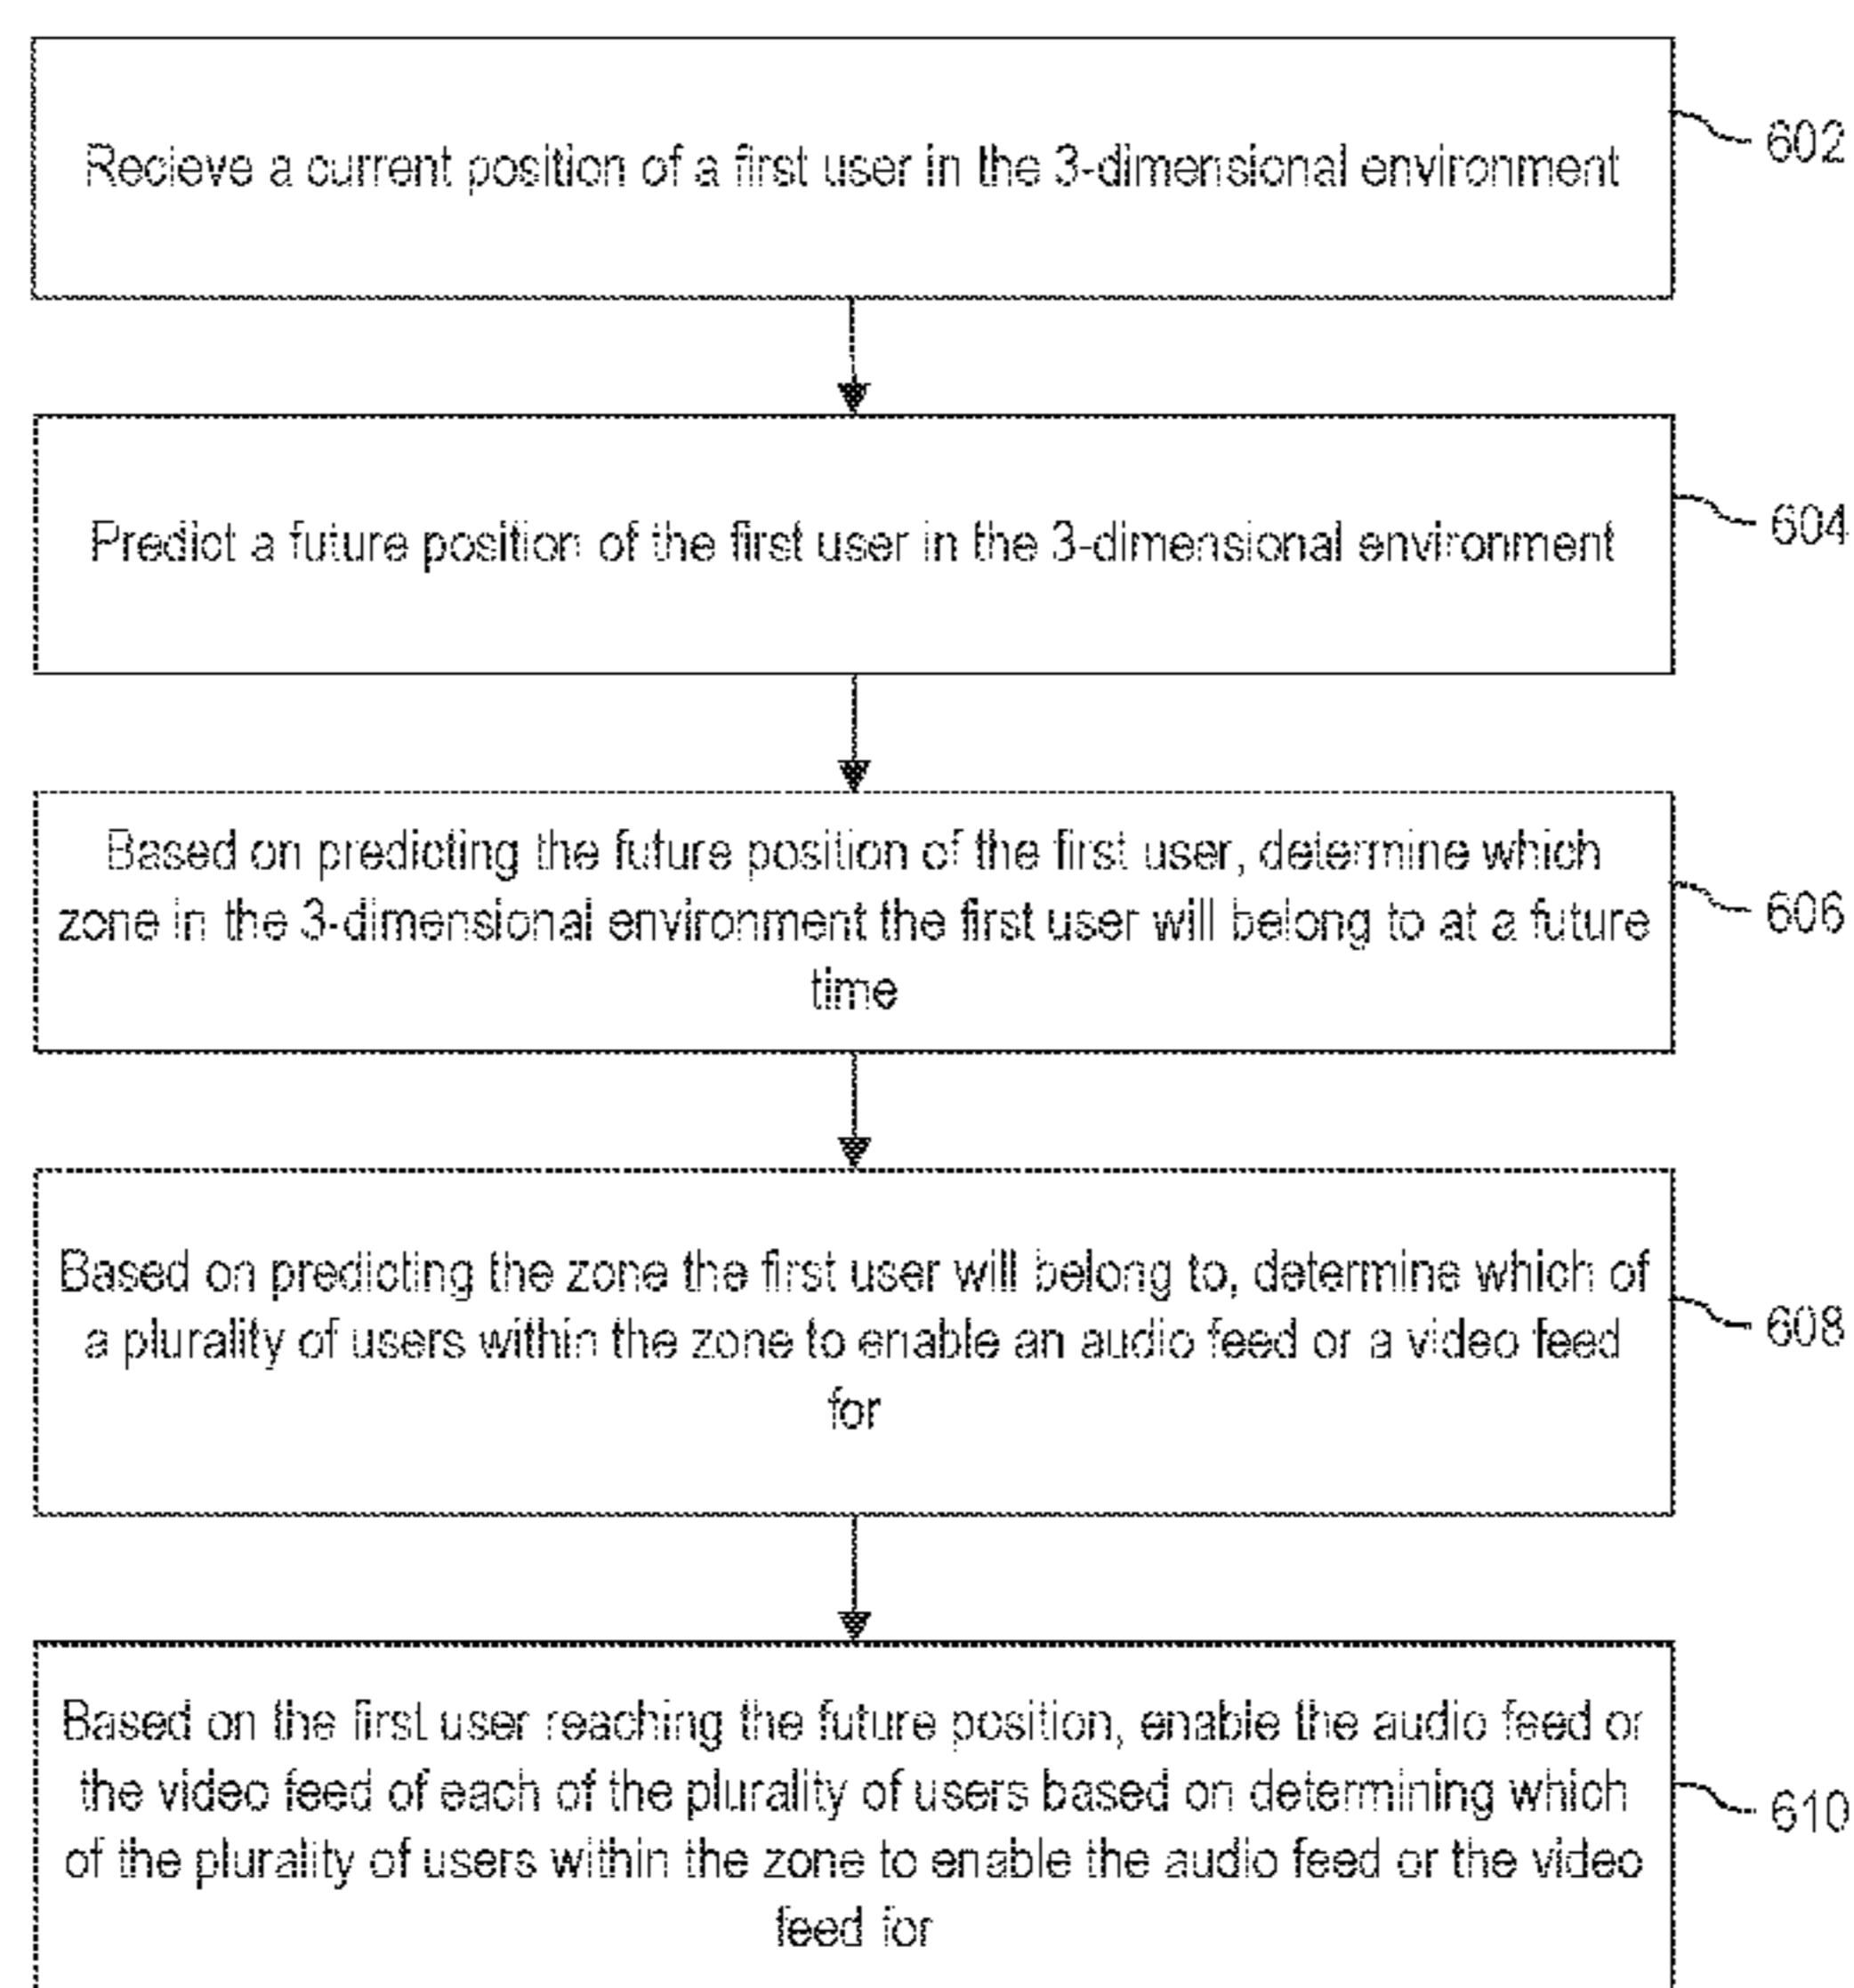 Recieve a current position of a first user in the 3-dimensional environment
602
Predict a future position of the first user in the 3-dimensional environment
604
Based on predicting the future position of the first user, determine which
zone in the 3-dimensional environment the first user will belong to at a future
time
606
Based on predicting the zone the first user will belong to, determine which of
a plurality of users within the zone to enable an audio feed or a video feed
for
608
Based on the first user reaching the future position, enable the audio feed or
the video feed of each of the plurality of users based on determining which
of the plurality of users within the zone to enable the audio feed or the video
feed for
610